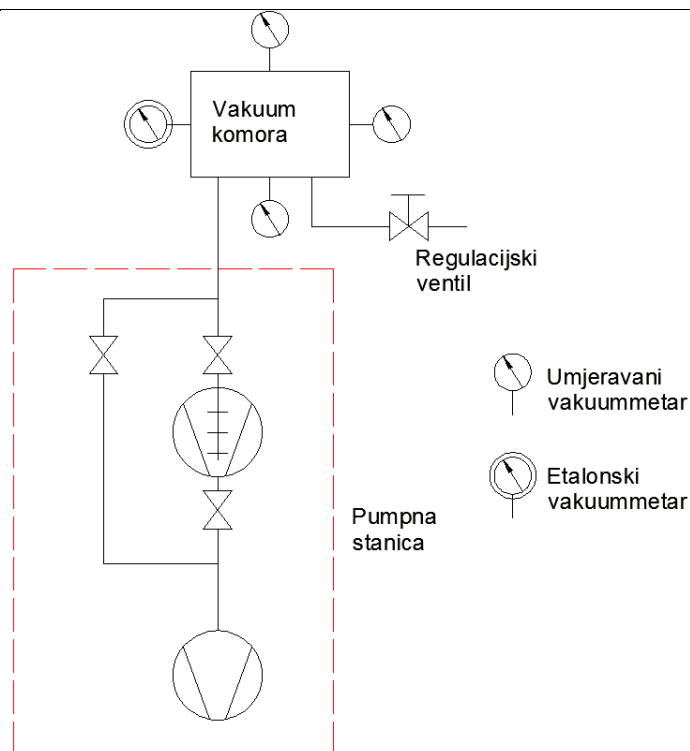 Vakuum
komora
Regulacijski
ventil
Umjeravani
vakuummetar
Etalonski
vakuummetar
Pumpna
stanica